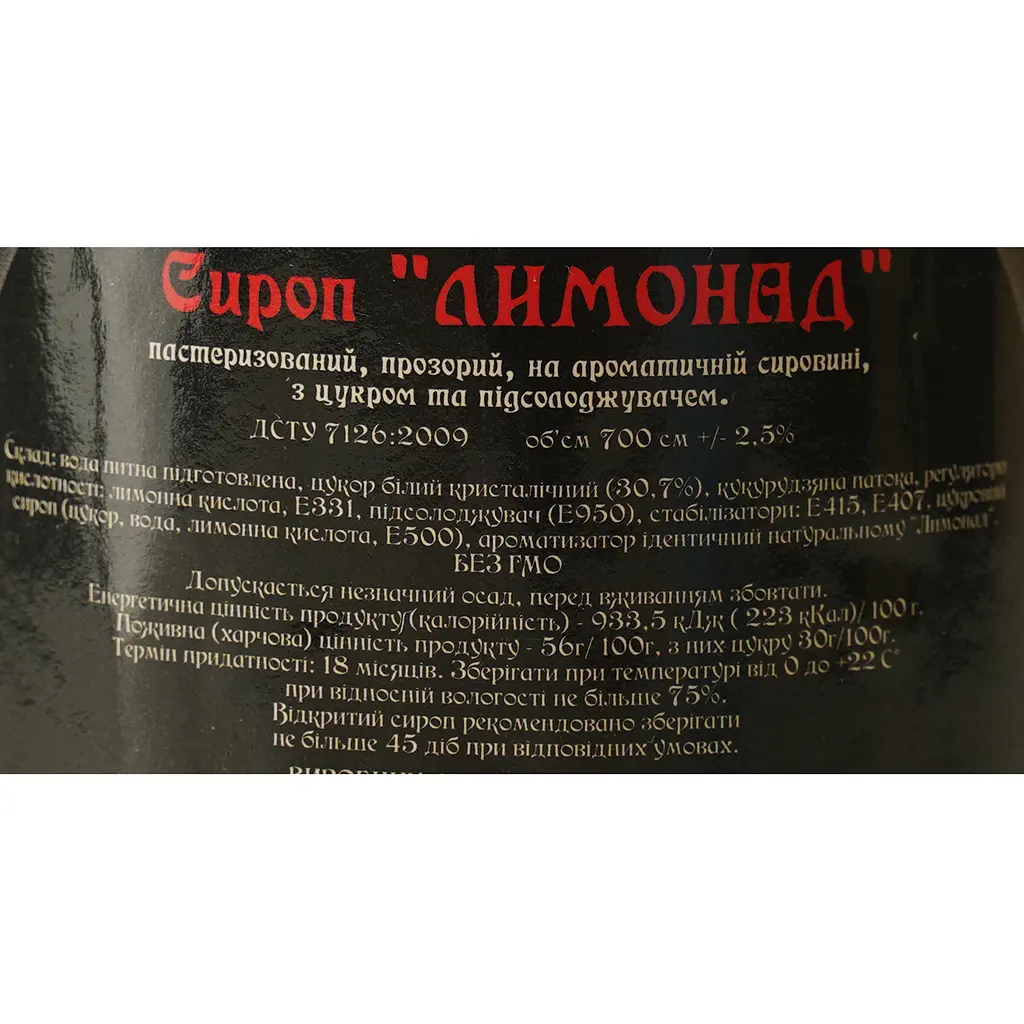 Сироп "ЛИМОНАД"
пастеризований, прозорий, на ароматичній сировині,
з цукром та підсолоджувачем.
ДСТУ 7126:2009 об'єм 700 см +/- 2,5%
Склад: вода питна підготовлена, цукор білий кристалічний (30,7%), кукурудзяна патока, регулятори
кислотності: лимонна кислота, Е331, підсолоджувач (Е950), стабілізатори: Е415, Е407, цукровий
сироп (цукор, вода, лимонна кислота, Е500), ароматизатор ідентичний натуральному "Лимонад".
БЕЗ ГМО
Допускається незначний осад, перед вживанням збовтати.
Енергетична цінність продукту (калорійність) - 933,5 кДж ( 223 кКал)/ 100 г.
Поживна (харчова) цінність продукту - 56г/ 100г, з них цукру 30г/100г.
Термін придатності: 18 місяців. Зберігати при температурі від 0 до +22 С°
при відносній вологості не більше 75%.
Відкритий сироп рекомендовано зберігати
не більше 45 діб при відповідних умовах.